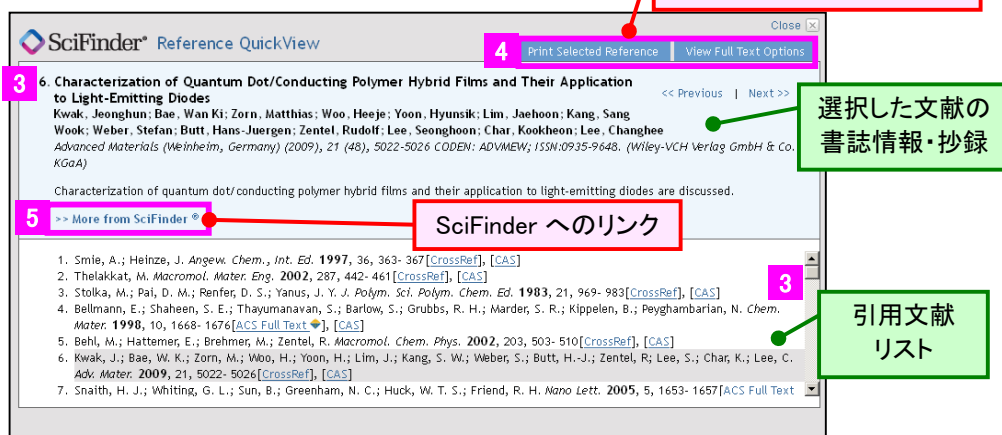 Close
SciFinder® Reference QuickView
4
Print Selected Reference | View Full Text Options
3
6. Characterization of Quantum Dot/Conducting Polymer Hybrid Films and Their Application
to Light-Emitting Diodes
<< Previous | Next >>
Kwak, Jeonghun; Bae, Wan Ki; Zorn, Matthias; Woo, Heeje; Yoon, Hyunsik; Lim, Jaehoon; Kang, Sang
Wook; Weber, Stefan; Butt, Hans-Juergen; Zentel, Rudolf; Lee, Seonghoon; Char, Kookheon; Lee, Changhee
Advanced Materials (Weinheim, Germany) (2009), 21 (48), 5022-5026 CODEN: ADVMEW; ISSN:0935-9648. (Wiley-VCH Verlag GmbH & Co.
KGaA)
選択した文献の
書誌情報・抄録
Characterization of quantum dot/conducting polymer hybrid films and their application to light-emitting diodes are discussed.
5
>> More from SciFinder ®
SciFinder へのリンク
1. Smie, A.; Heinze, J. Angew. Chem., Int. Ed. 1997, 36, 363- 367[CrossRef], [CAS]
2. Thelakkat, M. Macromol. Mater. Eng. 2002, 287, 442- 461[CrossRef], [CAS]
3. Stolka, M.; Pai, D. M.; Renfer, D. S.; Yanus, J. Y. J. Polym. Sci. Polym. Chem. Ed. 1983, 21, 969- 983[CrossRef], [CAS]
4. Bellmann, E.; Shaheen, S. E.; Thayumanavan, S.; Barlow, S.; Grubbs, R. H.; Marder, S. R.; Kippelen, B.; Peyghambarian, N. Chem.
Mater. 1998, 10, 1668- 1676[ACS Full Text], [CAS]
5. Behl, M.; Hattemer, E.; Brehmer, M.; Zentel, R. Macromol. Chem. Phys. 2002, 203, 503- 510[CrossRef], [CAS]
6. Kwak, J.; Bae, W. K.; Zorn, M.; Woo, H.; Yoon, H.; Lim, J.; Kang, S. W.; Weber, S.; Butt, H.-J.; Zentel, R; Lee, S.; Char, K.; Lee, C.
Adv. Mater. 2009, 21, 5022- 5026[CrossRef], [CAS]
7. Snaith, H. J.; Whiting, G. L.; Sun, B.; Greenham, N. C.; Huck, W. T. S.; Friend, R. H. Nano Lett. 2005, 5, 1653- 1657[ACS Full Text
3
引用文献
リスト